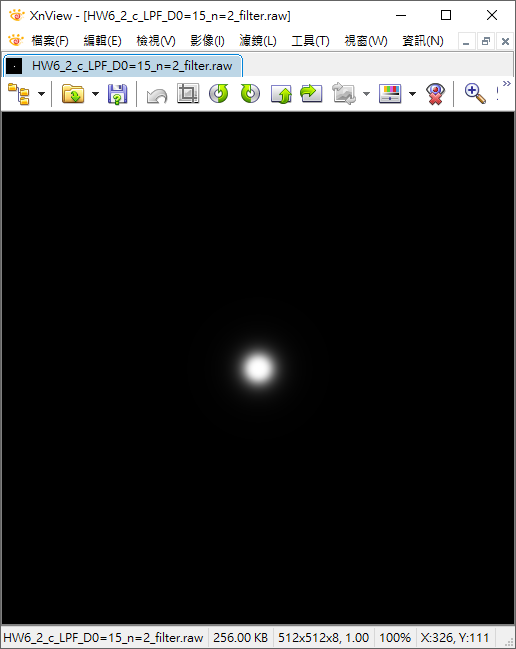 XnView - [HW6_2_c_LPF_D0=15_n=2_filter.raw]
檔案(F) 編輯(E) 檢視(V) 影像(I) 濾鏡(L) 工具(T) 視窗(W) 資訊(N)
HW6_2_c_LPF_D0=15_n=2_filter.raw
HW6_2_c_LPF_D0=15_n=2_filter.raw 256.00 KB 512x512x8, 1.00 100% X:326, Y:111